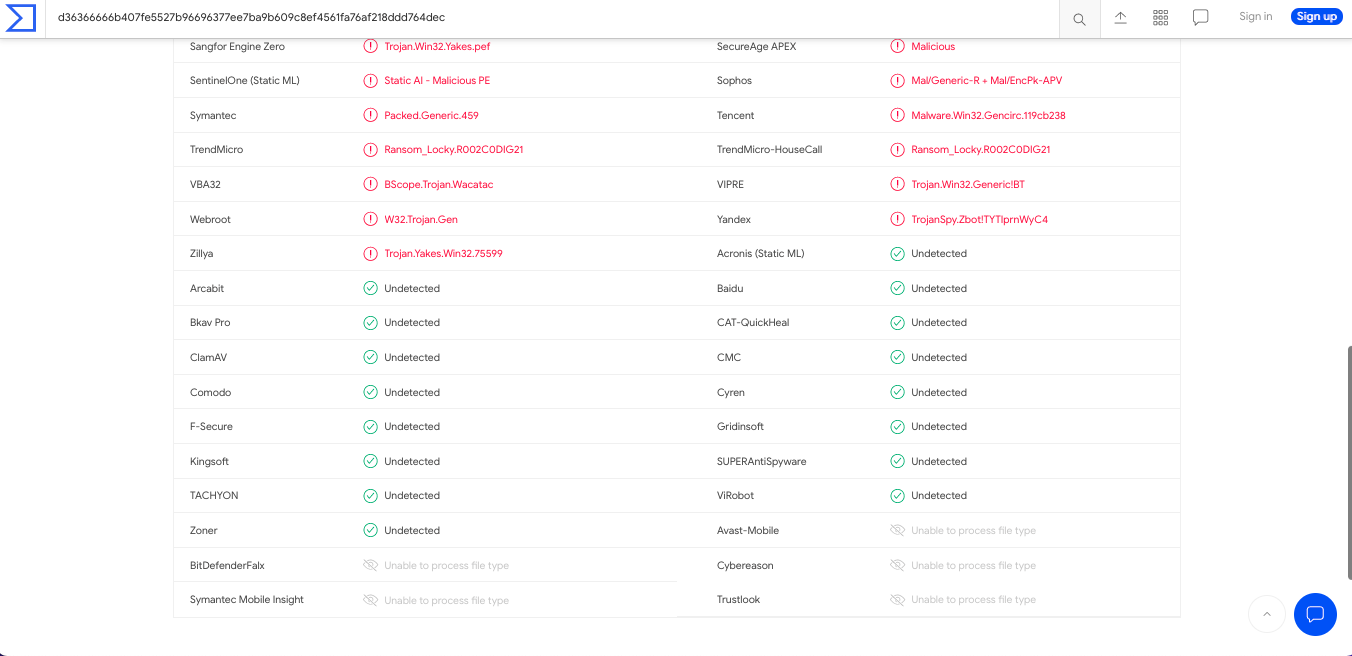 d36366666b407fe5527b96696377ee7ba9b609c8ef4561fa76af218ddd764dec Sign in Sign up
Sangfor Engine Zero Trojan.Win32.Yakes.pef SecureAge APEX Malicious
SentinelOne (Static ML) Static AI - Malicious PE Sophos Mal/Generic-R + Mal/EncPk-APV
Symantec Packed.Generic.459 Tencent Malware.Win32.Gencirc.119cb238
TrendMicro Ransom_Locky.R002C0DIG21 TrendMicro-HouseCall Ransom_Locky.R002C0DIG21
VBA32 BScope.Trojan.Wacatac VIPRE Trojan.Win32.Generic!BT
Webroot W32.Trojan.Gen Yandex TrojanSpy.Zbot!TYTIprnWyC4
Zillya Trojan.Yakes.Win32.75599 Acronis (Static ML) Undetected
Arcabit Undetected Baidu Undetected
Bkav Pro Undetected CAT-QuickHeal Undetected
ClamAV Undetected CMC Undetected
Comodo Undetected Cyren Undetected
F-Secure Undetected Gridinsoft Undetected
Kingsoft Undetected SUPERAntiSpyware Undetected
TACHYON Undetected ViRobot Undetected
Zoner Undetected Avast-Mobile Unable to process file type
BitDefenderFalx Unable to process file type Cybereason Unable to process file type
Symantec Mobile Insight Unable to process file type Trustlook Unable to process file type